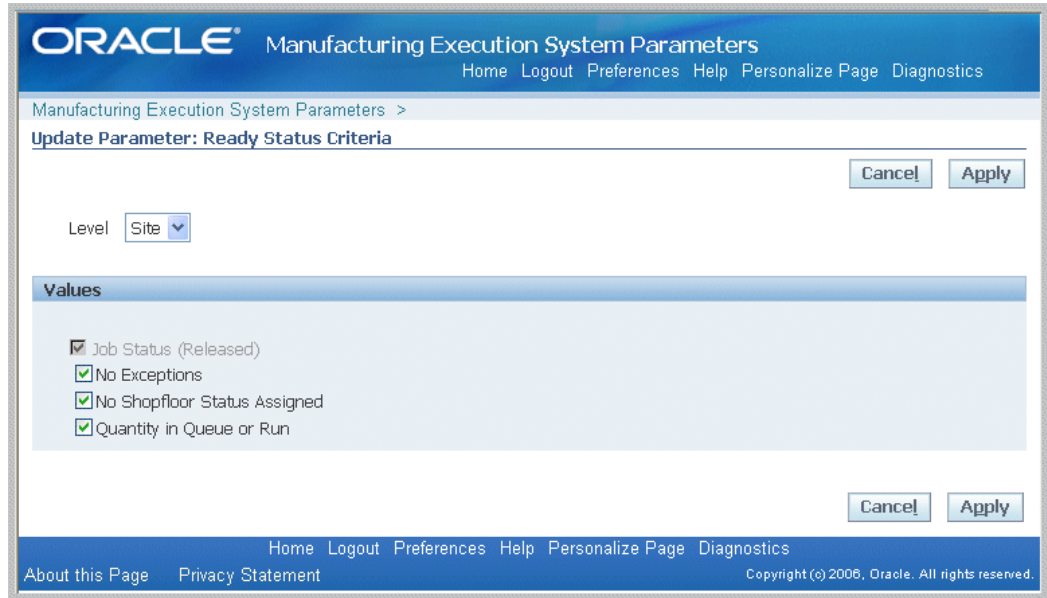 ORACLE® Manufacturing Execution System Parameters
Home Logout Preferences Help Personalize Page Diagnostics
Manufacturing Execution System Parameters >
Update Parameter: Ready Status Criteria
Cancel Apply
Level Site
Values
Job Status (Released)
No Exceptions
No Shopfloor Status Assigned
Quantity in Queue or Run
Cancel Apply
Home Logout Preferences Help Personalize Page Diagnostics
About this Page Privacy Statement Copyright (c) 2006, Oracle. All rights reserved.